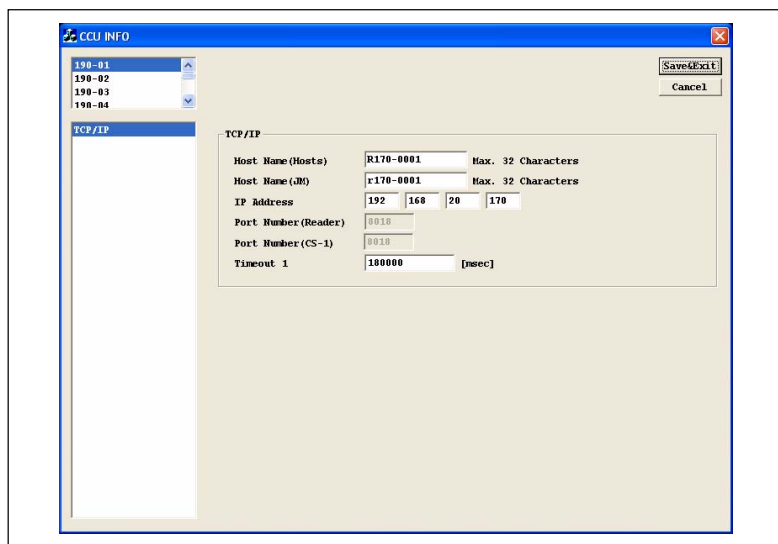 CCU INFO
190-01
190-02
190-03
190-04
Save&Exit
Cancel
TCP/IP
TCP/IP
Host Name(Hosts) R170-0001 Max. 32 Characters
Host Name(JM) r170-0001 Max. 32 Characters
IP Address 192 168 20 170
Port Number(Reader) 8018
Port Number(CS-1) 8018
Timeout 1 180000 [msec]